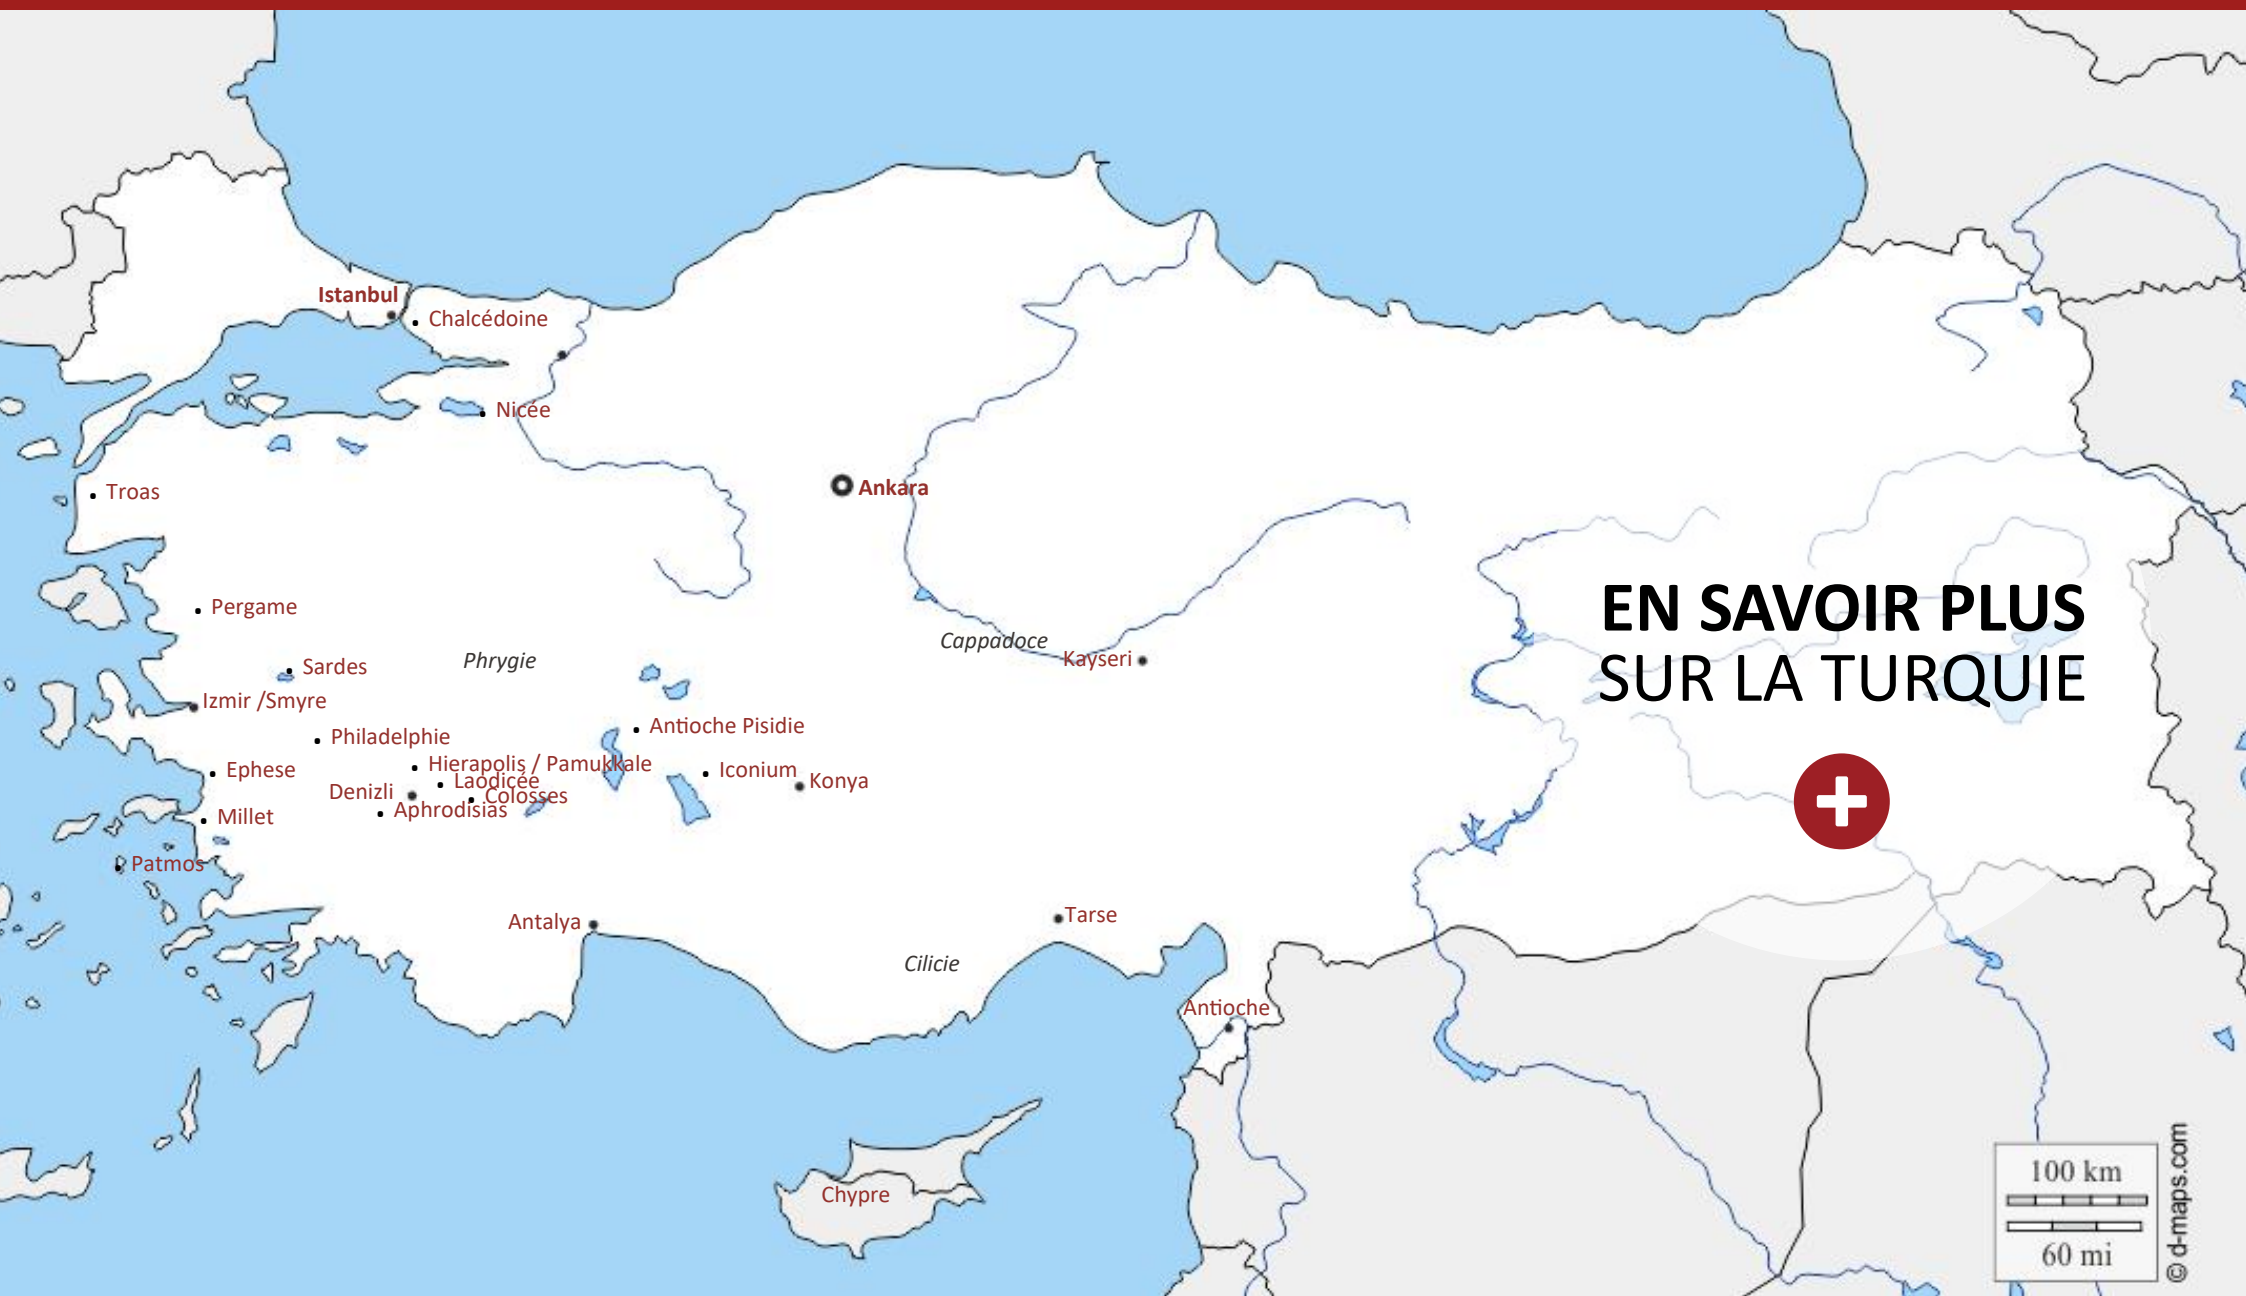 Istanbul
Chalcédoine
Nicée
Troas
Ankara
Pergame
Sardes
Phrygie
Cappadoce
Kayseri
EN SAVOIR PLUS
SUR LA TURQUIE
Izmir /Smyre
Philadelphie
Antioche Pisidie
Ephese
Hierapolis / Pamukkale
Laodicée
Iconium
Konya
Denizli
Colosses
Aphrodisias
Millet
Patmos
Antalya
Tarse
Cilicie
Antioche
Chypre
100 km
60 mi
© d-maps.com